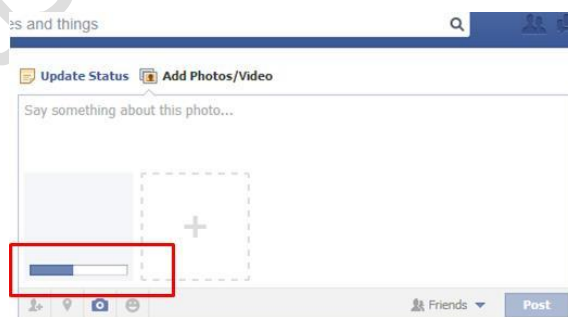 es and things
Update Status Add Photos/Video
Say something about this photo...
+
Friends
Post